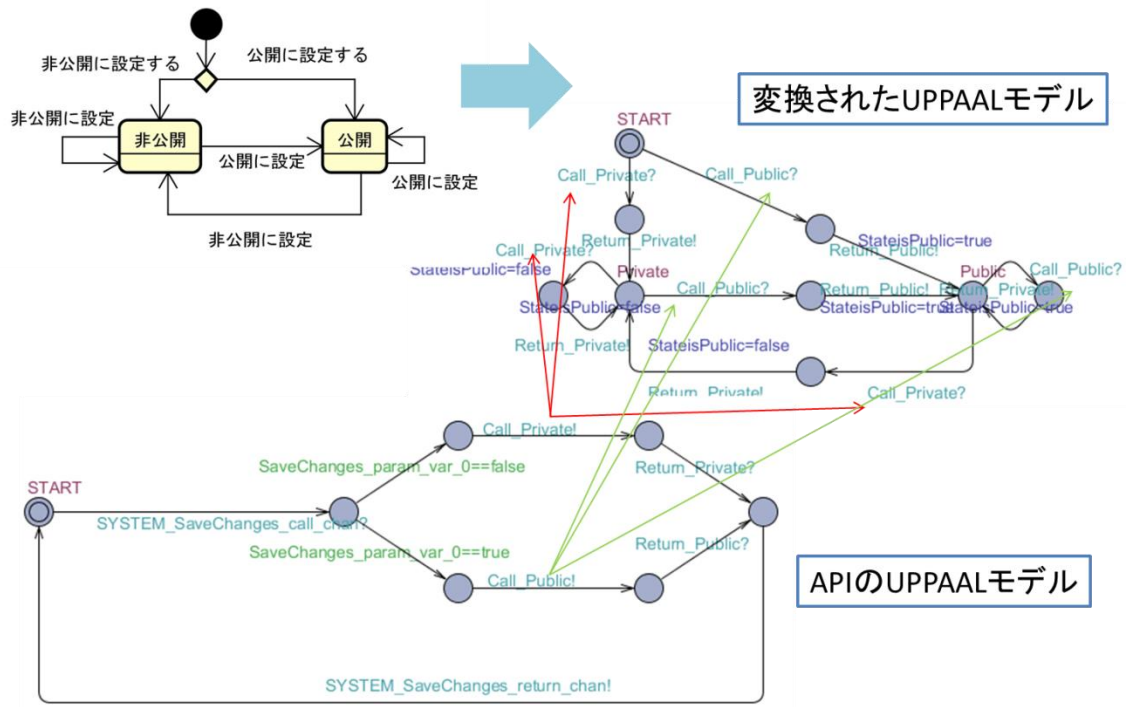 非公開に設定する
公開に設定する
非公開に設定
非公開
公開
公開に設定
公開に設定
非公開に設定
変換されたUPPAALモデル
START
Call_Private?
Call_Public?
Return_Private!
StateisPublic=true
Return_Public!
Call_Private?
StateisPublic=false
Private
Public
Call_Public?
Call_Public?
StateisPublic=false
Return_Public!
Return_Private!
StateisPublic=true
StateisPublic=true
Return_Private!
StateisPublic=false
Return_Private!
Call_Private?
Call_Private!
SaveChanges_param_var_0==false
Return_Private?
START
SYSTEM_SaveChanges_call_chan?
SaveChanges_param_var_0==true
Return_Public?
Call_Public!
APIのUPPAALモデル
SYSTEM_SaveChanges_return_chan!